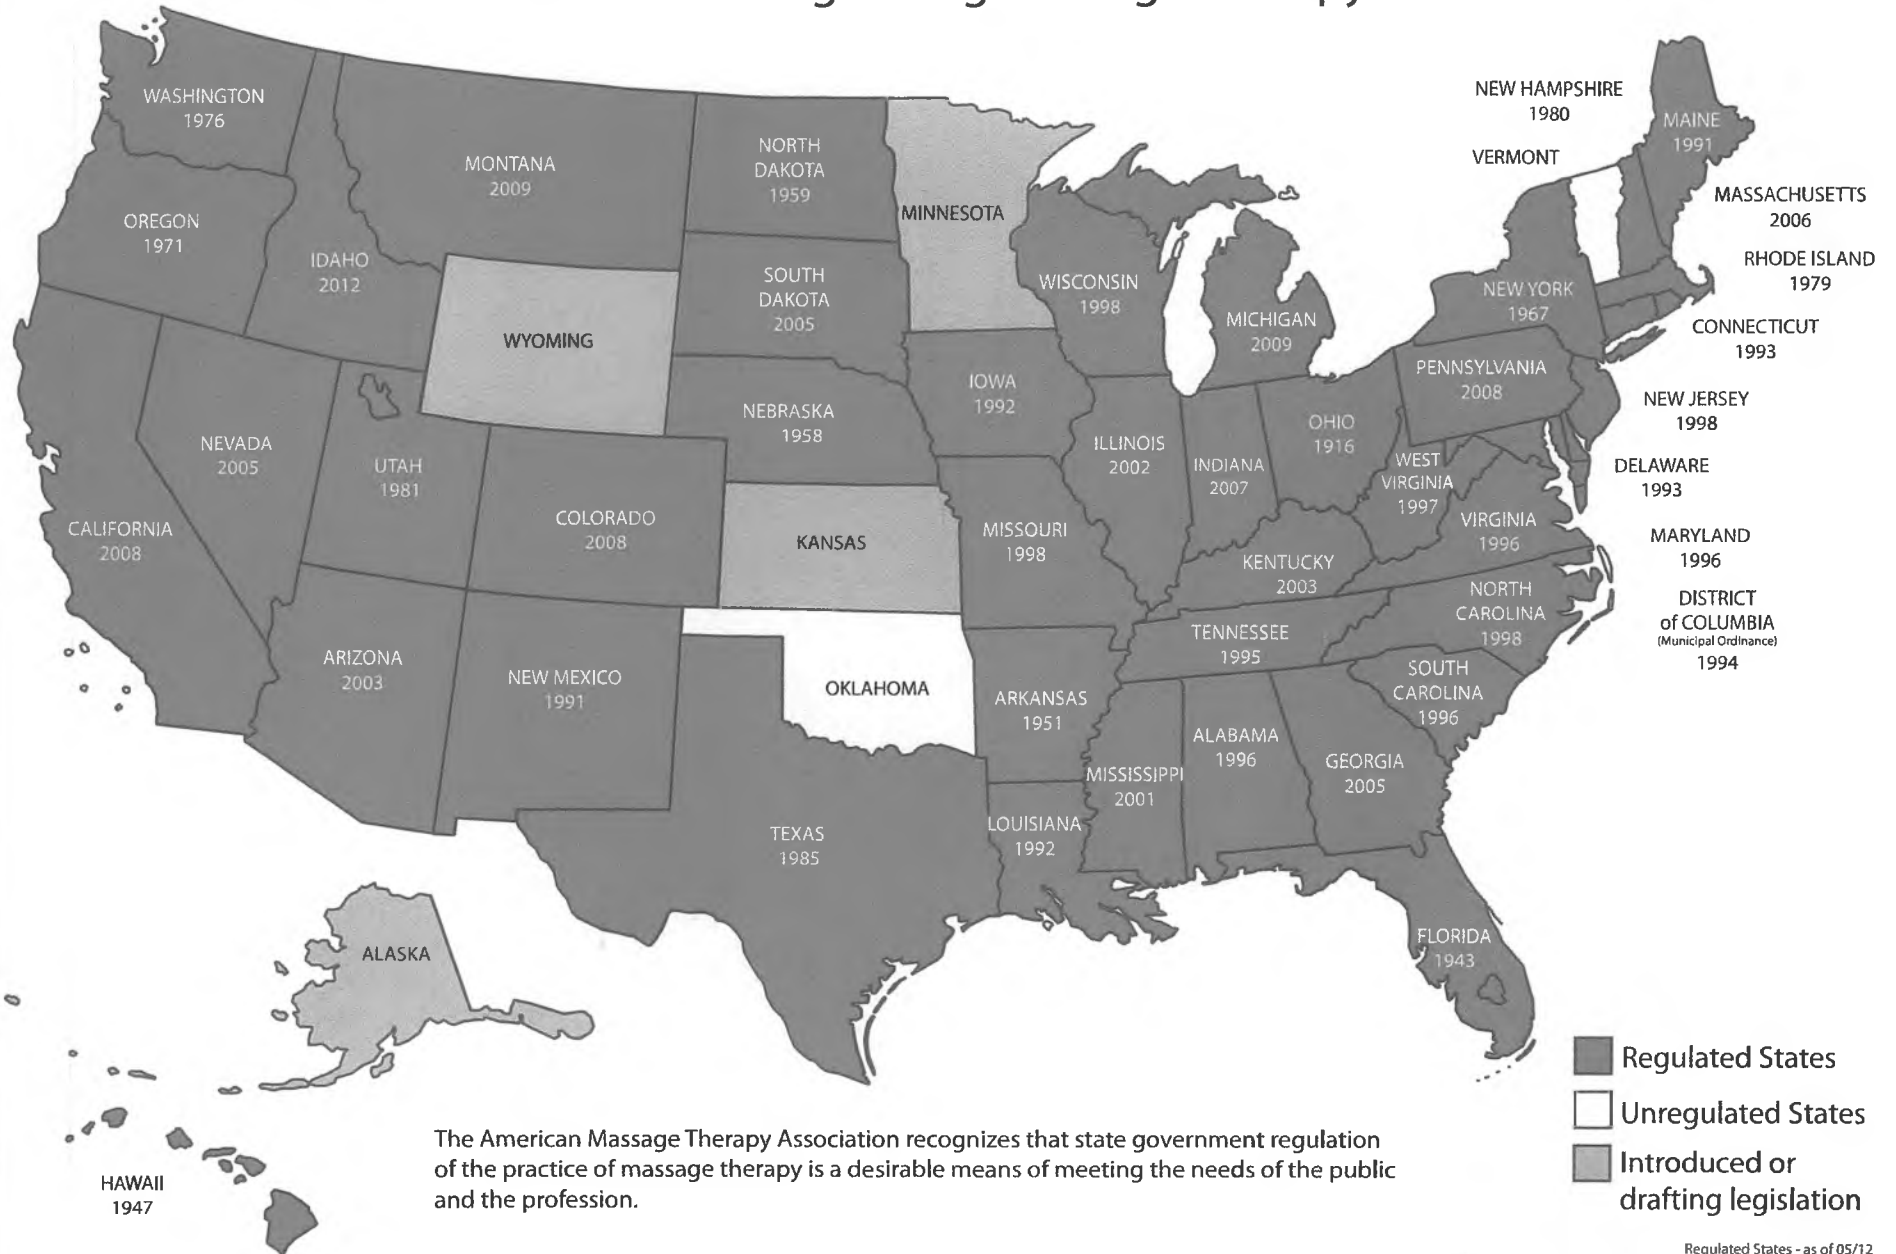 WASHINGTON
1976
OREGON
1971
IDAHO
2012
MONTANA
2009
WYOMING
NORTH
DAKOTA
1959
SOUTH
DAKOTA
2005
NEBRASKA
1958
MINNESOTA
IOWA
1992
WISCONSIN
1998
MICHIGAN
2009
NEVADA
2005
UTAH
1981
COLORADO
2008
CALIFORNIA
2008
ARIZONA
2003
NEW MEXICO
1991
KANSAS
OKLAHOMA
TEXAS
1985
MISSOURI
1998
ARKANSAS
1951
LOUISIANA
1992
ILLINOIS
2002
INDIANA
2007
OHIO
1916
KENTUCKY
2003
TENNESSEE
1995
MISSISSIPPI
2001
ALABAMA
1996
GEORGIA
2005
FLORIDA
1943
SOUTH
CAROLINA
1996
NORTH
CAROLINA
1998
VIRGINIA
1996
WEST
VIRGINIA
1997
PENNSYLVANIA
2008
NEW YORK
1967
NEW HAMPSHIRE
1980
VERMONT
MAINE
1991
MASSACHUSETTS
2006
RHODE ISLAND
1979
CONNECTICUT
1993
NEW JERSEY
1998
DELAWARE
1993
MARYLAND
1996
DISTRICT
of COLUMBIA
(Municipal Ordinance)
1994
ALASKA
HAWAII
1947
The American Massage Therapy Association recognizes that state government regulation
of the practice of massage therapy is a desirable means of meeting the needs of the public
and the profession.
Regulated States
Unregulated States
Introduced or
drafting legislation
Regulated States - as of 05/12